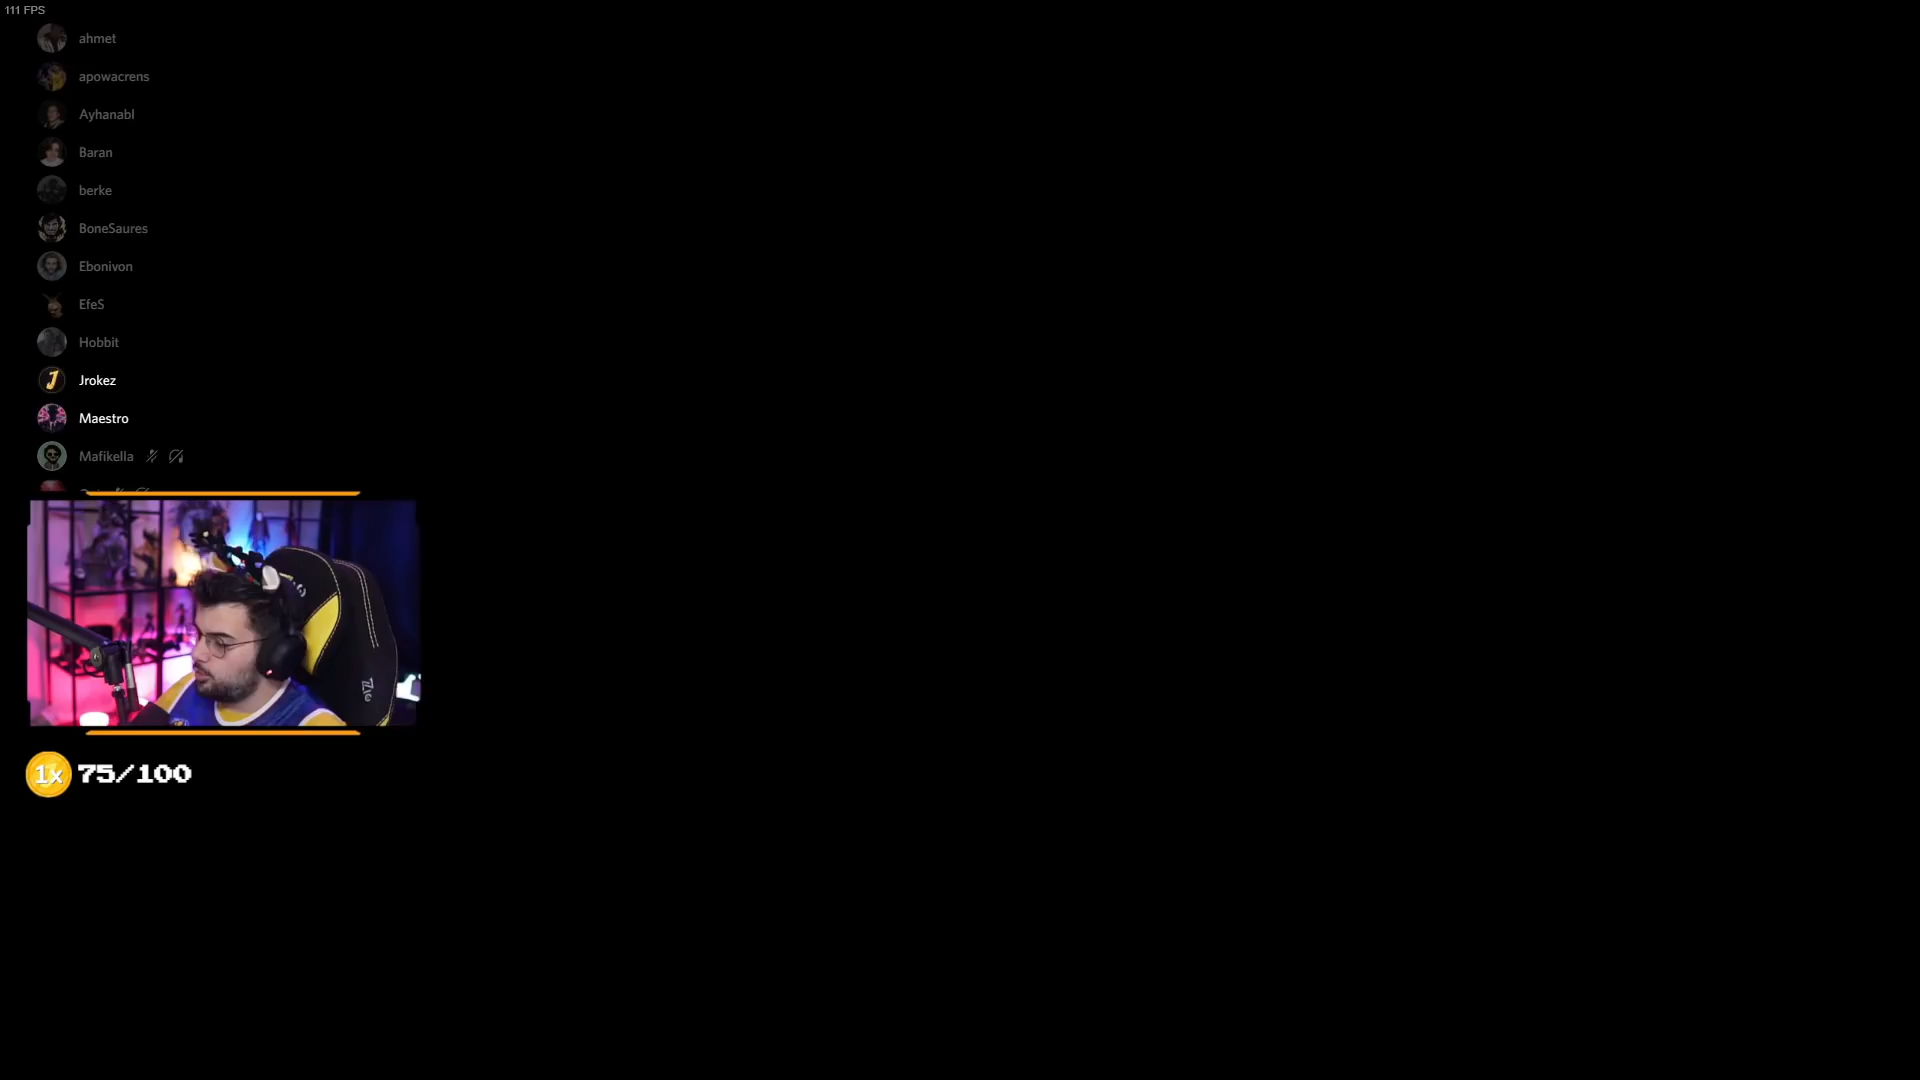 111 FPS
ahmet
apowacrens
Ayhanabl
Baran
berke
BoneSaures
Ebonivon
EfeS
Hobbit
Jrokez
Maestro
Mafikella
1x 75/100